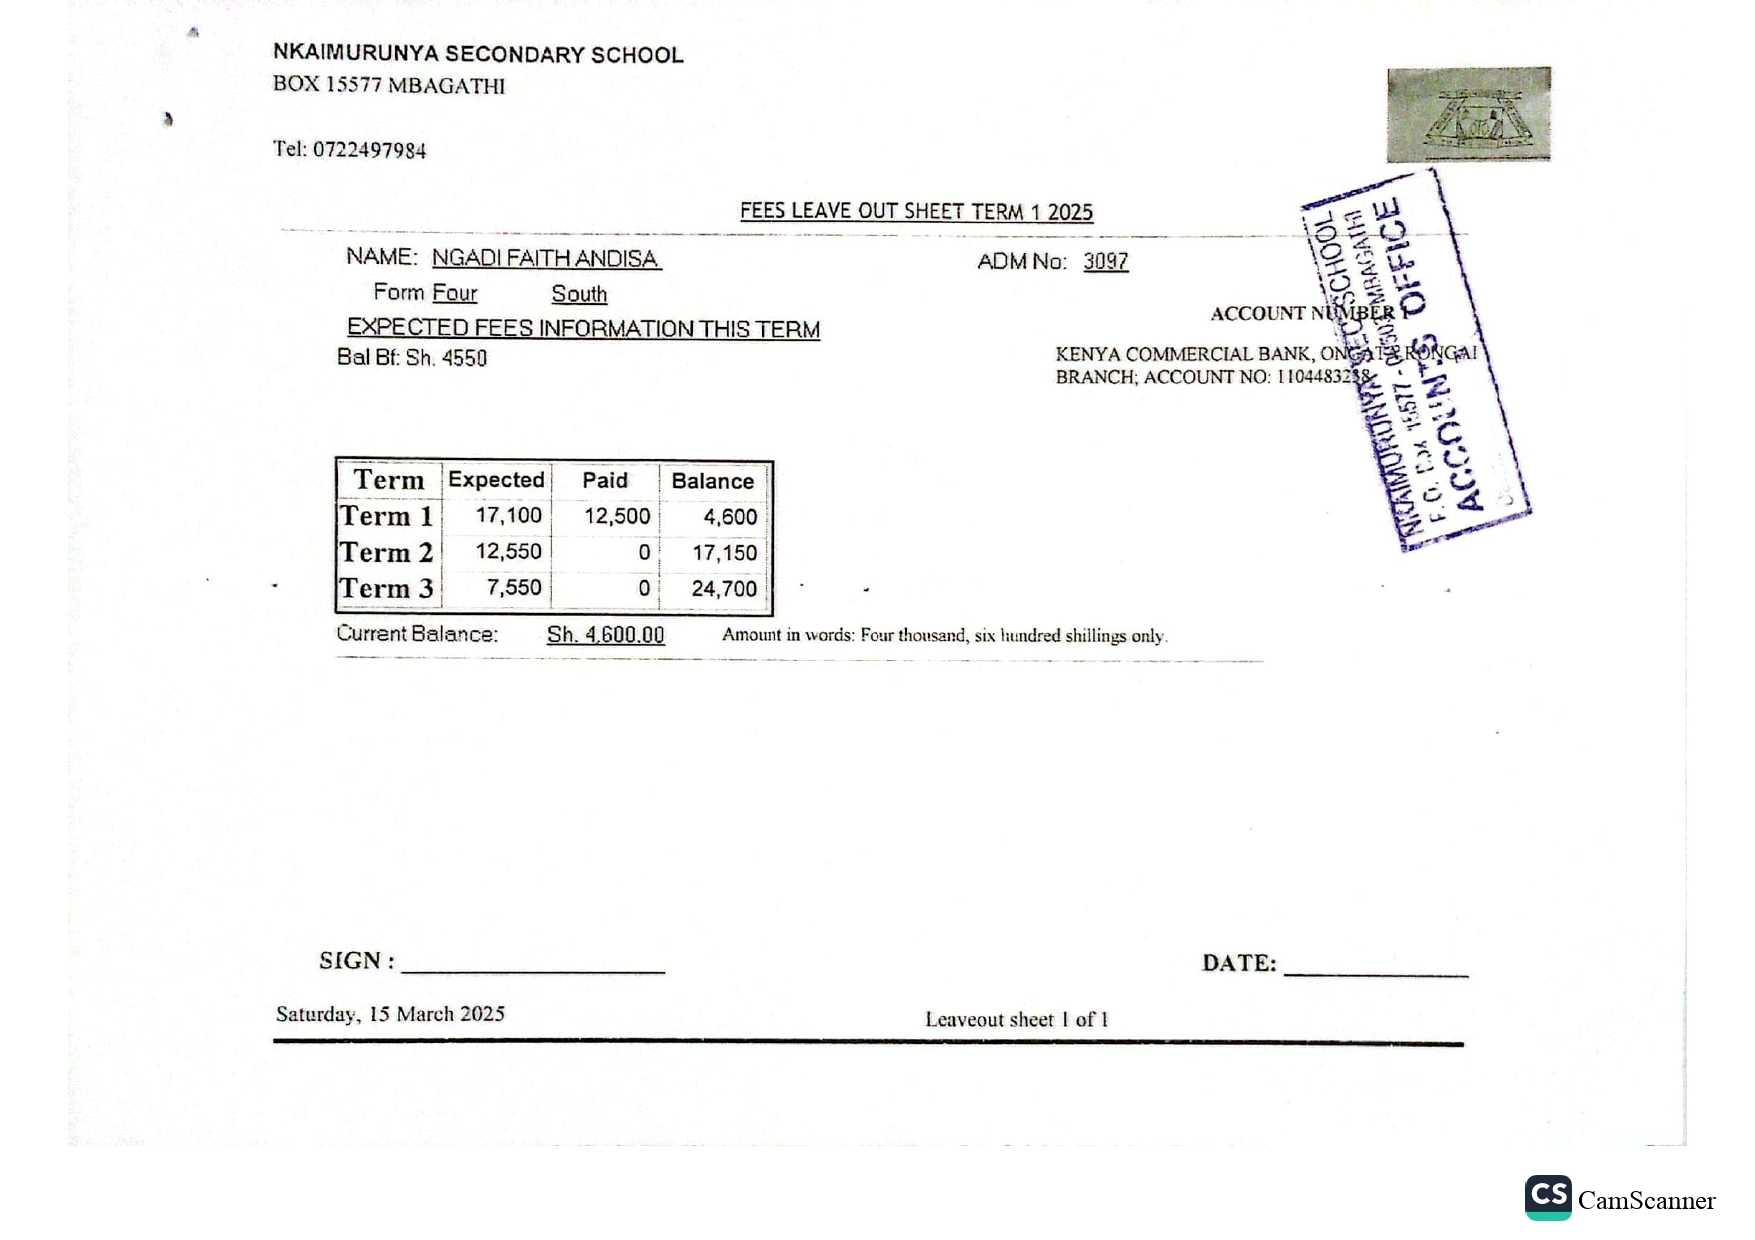 NKAIMURUNYA SECONDARY SCHOOL
BOX 15577 MBAGATHI
Tel: 0722497984
FEES LEAVE OUT SHEET TERM 1 2025
NAME: NGADI FAITH ANDISA
ADM No: 3097
Form Four South
ACCOUNT NUMBER
EXPECTED FEES INFORMATION THIS TERM
Bal Bf: Sh. 4550
KENYA COMMERCIAL BANK, ONGATA RONGAI
BRANCH; ACCOUNT NO: 1104483238
NKAIMURUNYA SEC SCHOOL
P.O. Box 15577 - 00503 MBAGATHI
ACCOUNTS OFFICE
Term Expected Paid Balance
Term 1 17,100 12,500 4,600
Term 2 12,550 0 17,150
Term 3 7,550 0 24,700
Current Balance: Sh. 4,600.00 Amount in words: Four thousand, six hundred shillings only.
SIGN : DATE:
Saturday, 15 March 2025
Leaveout sheet 1 of 1
CS CamScanner